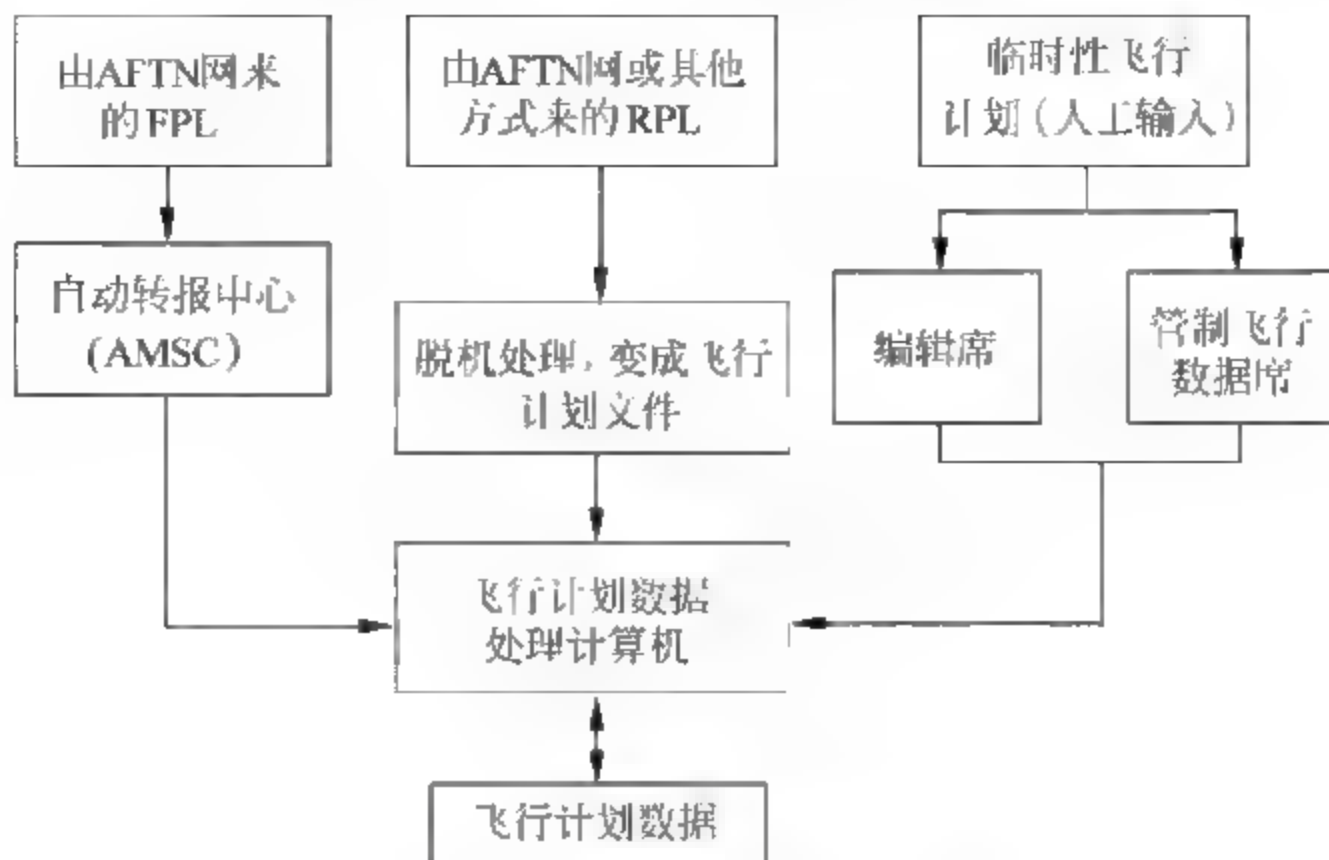 由AFTN网来
的FPL
由AFTN网或其他
方式来的RPL
临时性飞行
计划(人工输入)
自动转报中心
(AMSC)
脱机处理,变成飞行
计划文件
编辑席
管制飞行
数据席
飞行计划数据
处理计算机
飞行计划数据